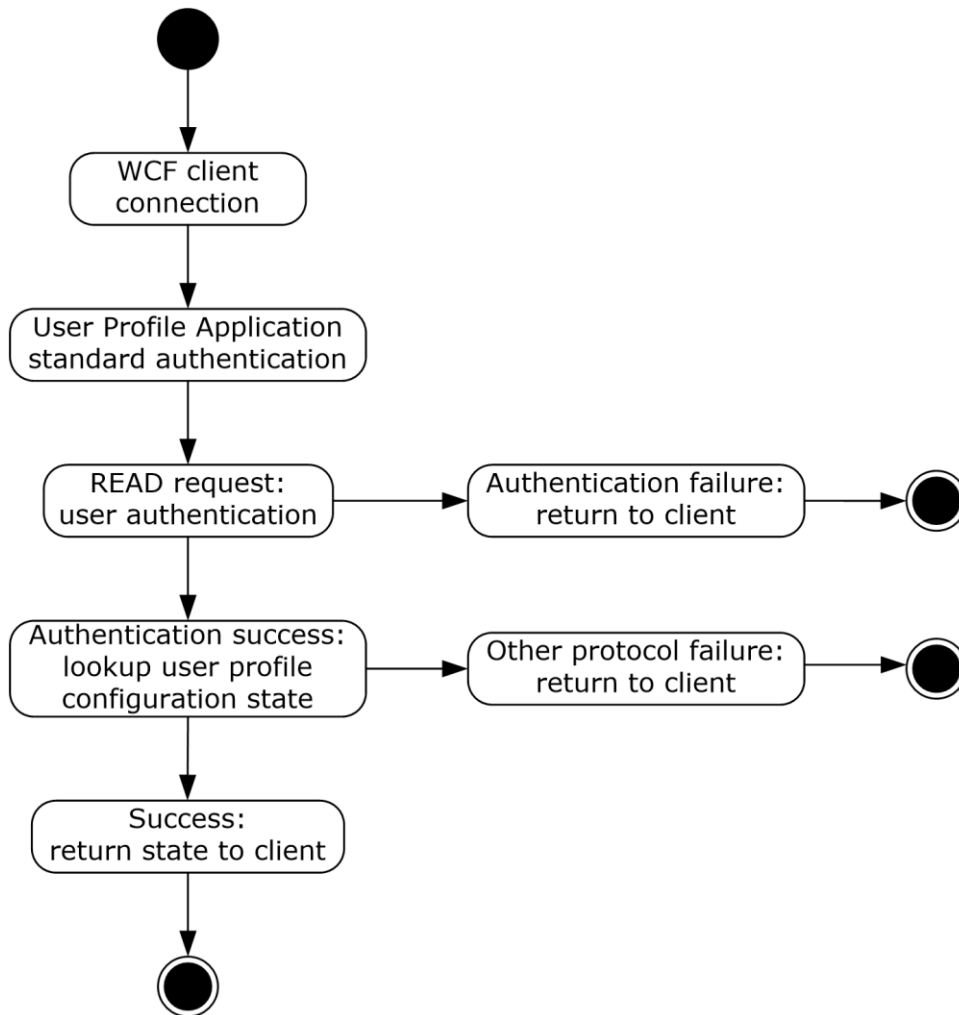 WCF client
connection
User Profile Application
standard authentication
READ request:
user authentication
Authentication failure:
return to client
Authentication success:
lookup user profile
configuration state
Other protocol failure:
return to client
Success:
return state to client